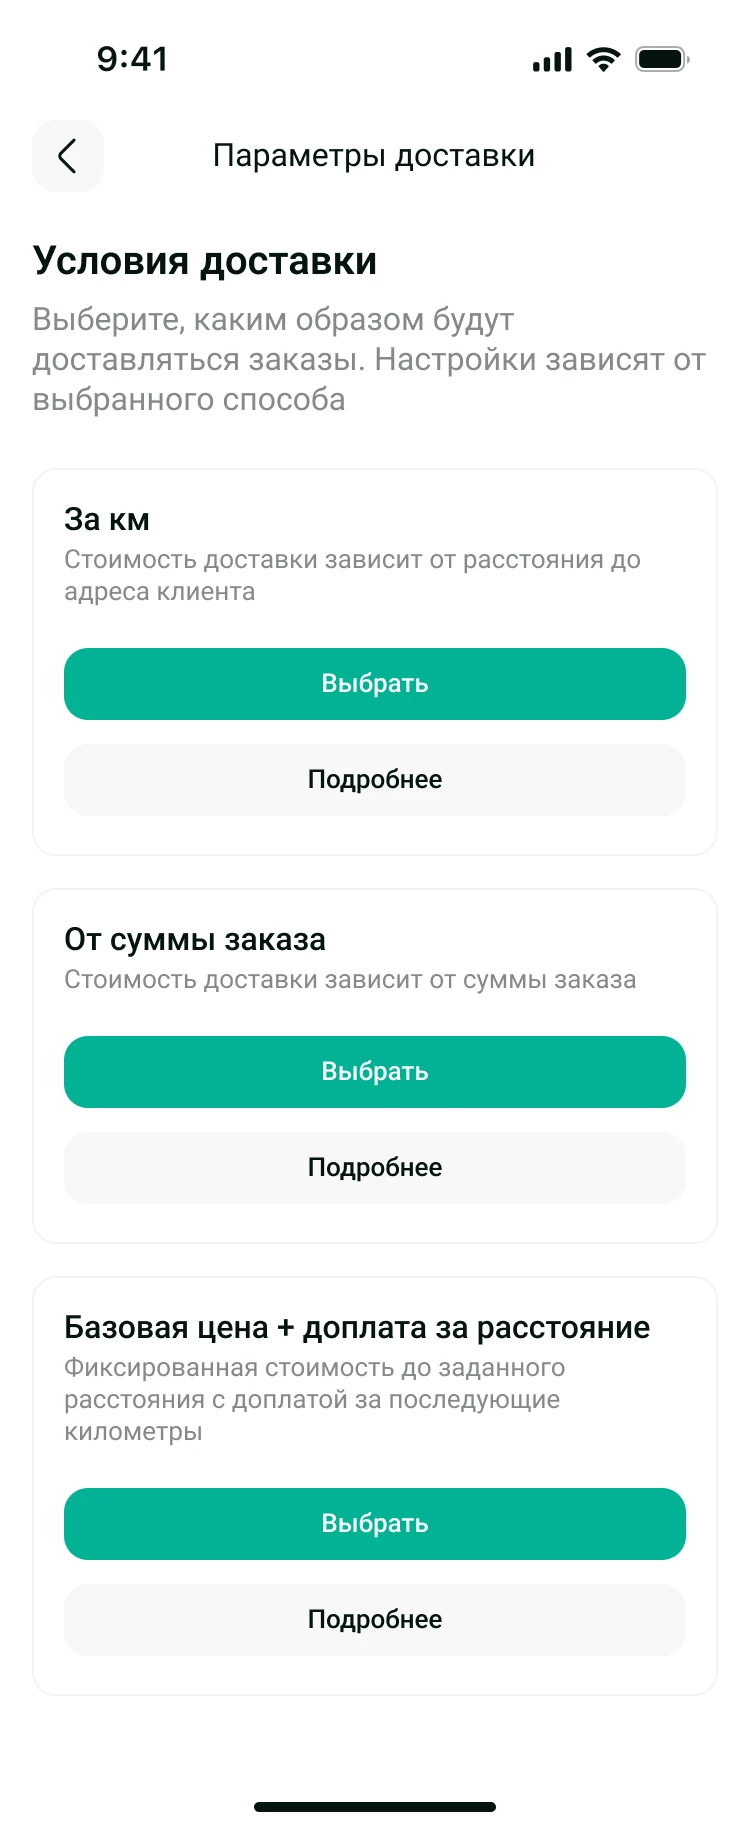 9:41
Параметры доставки
Условия доставки
Выберите, каким образом будут
доставляться заказы. Настройки зависят от
выбранного способа
За км
Стоимость доставки зависит от расстояния до
адреса клиента
Выбрать
Подробнее
От суммы заказа
Стоимость доставки зависит от суммы заказа
Выбрать
Подробнее
Базовая цена + доплата за расстояние
Фиксированная стоимость до заданного
расстояния с доплатой за последующие
километры
Выбрать
Подробнее